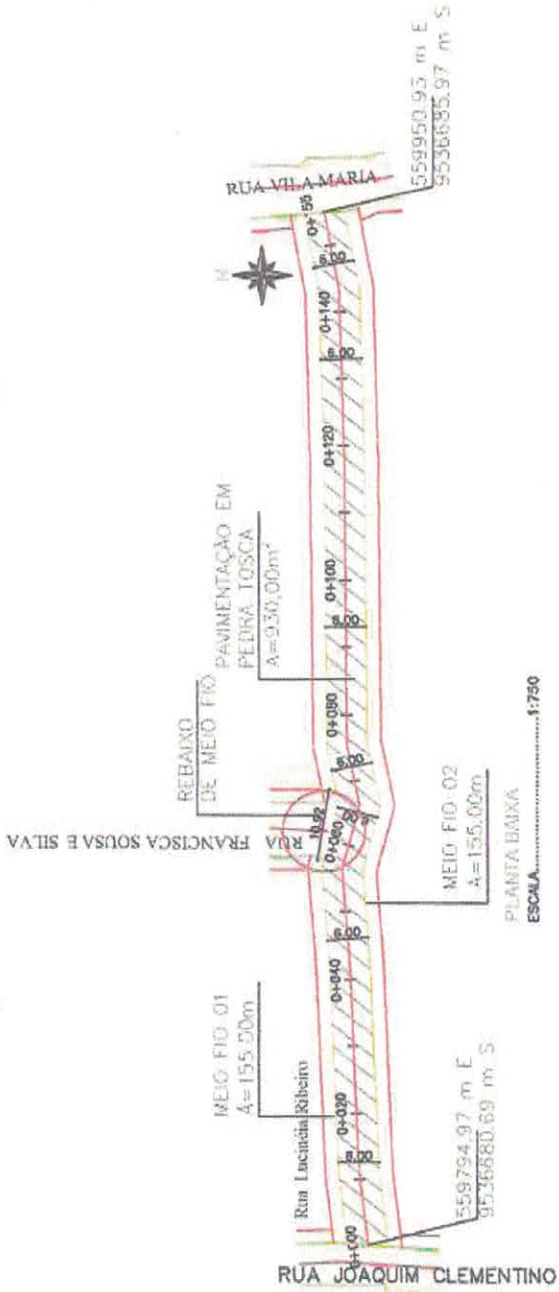 RUA VILA MARIA
559950.93 m E
9536685.97 m S
0+155
6.00
0+140
6.00
0+120
PAVIMENTAÇÃO EM
PEDRA TOSCA
A=930,00m²
0+100
6.00
0+080
6.00
REBAIXO
DE MEIO FIO
RUA FRANCISCA SOUSA E SILVA
10.92
0+060
MEIO FIO 02
A=155.00m
PLANTA BAIXA
ESCALA..............1:750
6.00
0+040
MEIO FIO 01
A=155.00m
Rua Lucinéia Ribeiro
0+020
6.00
0+000
559794.97 m E
9536680.69 m S
RUA JOAQUIM CLEMENTINO